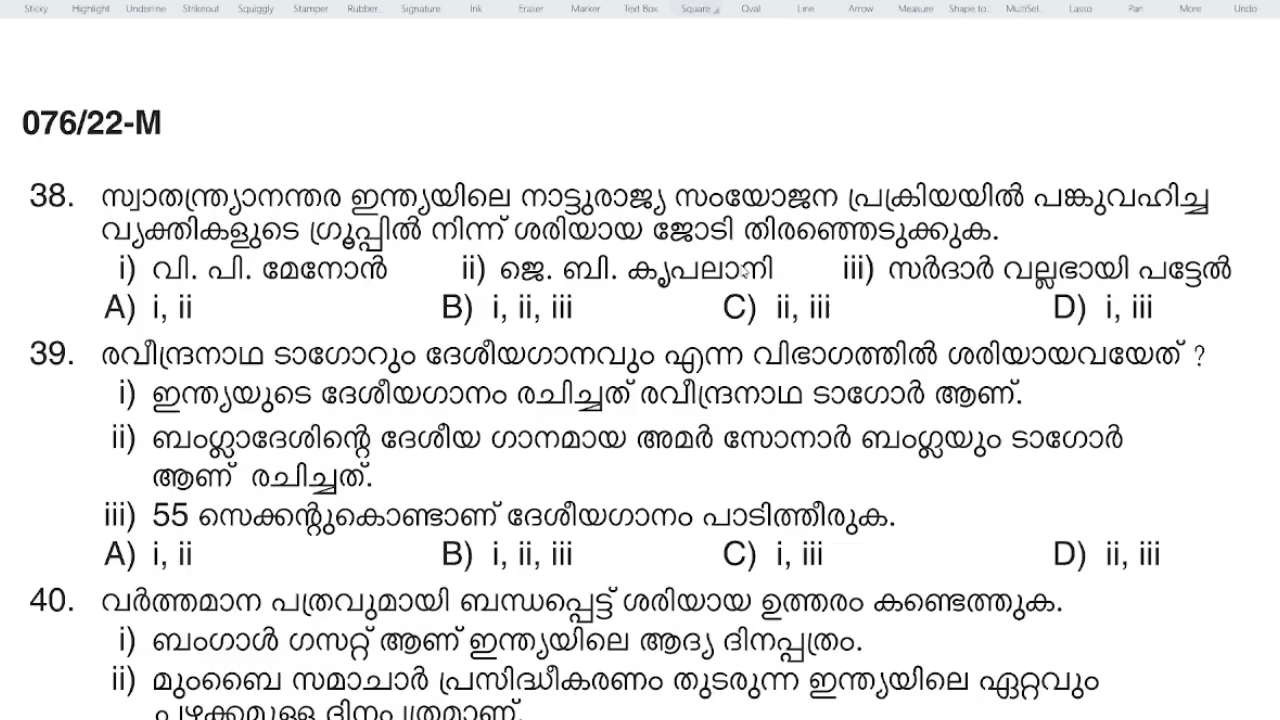 Sticky Highlight Underline Strikeout Squiggly Stamper Rubber.. Signature Ink Eraser Marker Text Box Square Oval Line Arrow Measure Shape to.. MultiSel.. Lasso Pan More Undo
076/22-M
38. സ്വാതന്ത്ര്യാനന്തര ഇന്ത്യയിലെ നാട്ടുരാജ്യ സംയോജന പ്രക്രിയയിൽ പങ്കുവഹിച്ച
വ്യക്തികളുടെ ഗ്രൂപ്പിൽ നിന്ന് ശരിയായ ജോടി തിരഞ്ഞെടുക്കുക.
i) വി. പി. മേനോൻ ii) ജെ. ബി. കൃപലാനി iii) സർദാർ വല്ലഭായി പട്ടേൽ
A) i, ii B) i, ii, iii C) ii, iii D) i, iii
39. രവീന്ദ്രനാഥ ടാഗോറും ദേശീയഗാനവും എന്ന വിഭാഗത്തിൽ ശരിയായവയേത് ?
i) ഇന്ത്യയുടെ ദേശീയഗാനം രചിച്ചത് രവീന്ദ്രനാഥ ടാഗോർ ആണ്.
ii) ബംഗ്ലാദേശിന്റെ ദേശീയ ഗാനമായ അമർ സോനാർ ബംഗ്ലയും ടാഗോർ
ആണ് രചിച്ചത്.
iii) 55 സെക്കന്റുകൊണ്ടാണ് ദേശീയഗാനം പാടിത്തീരുക.
A) i, ii B) i, ii, iii C) i, iii D) ii, iii
40. വർത്തമാന പത്രവുമായി ബന്ധപ്പെട്ട് ശരിയായ ഉത്തരം കണ്ടെത്തുക.
i) ബംഗാൾ ഗസറ്റ് ആണ് ഇന്ത്യയിലെ ആദ്യ ദിനപ്പത്രം.
ii) മുംബൈ സമാചാർ പ്രസിദ്ധീകരണം തുടരുന്ന ഇന്ത്യയിലെ ഏറ്റവും
പഴക്കമുള്ള ദിനപത്രമാണ്.